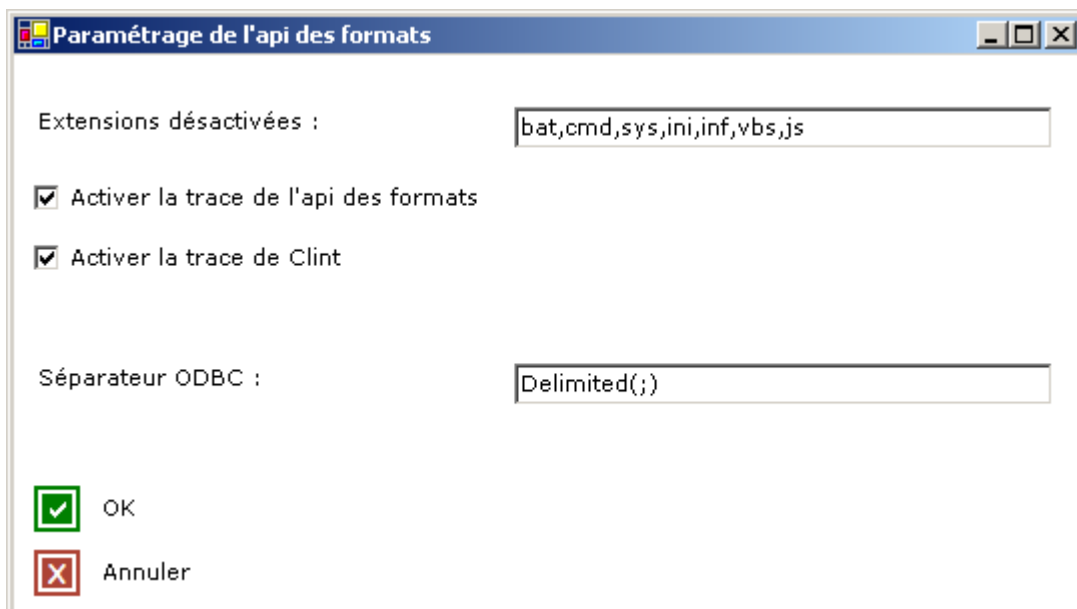 Paramétrage de l'api des formats
Extensions désactivées :
bat,cmd,sys,ini,inf,vbs,js
Activer la trace de l'api des formats
Activer la trace de Clint
Séparateur ODBC :
Delimited(;)
OK
Annuler